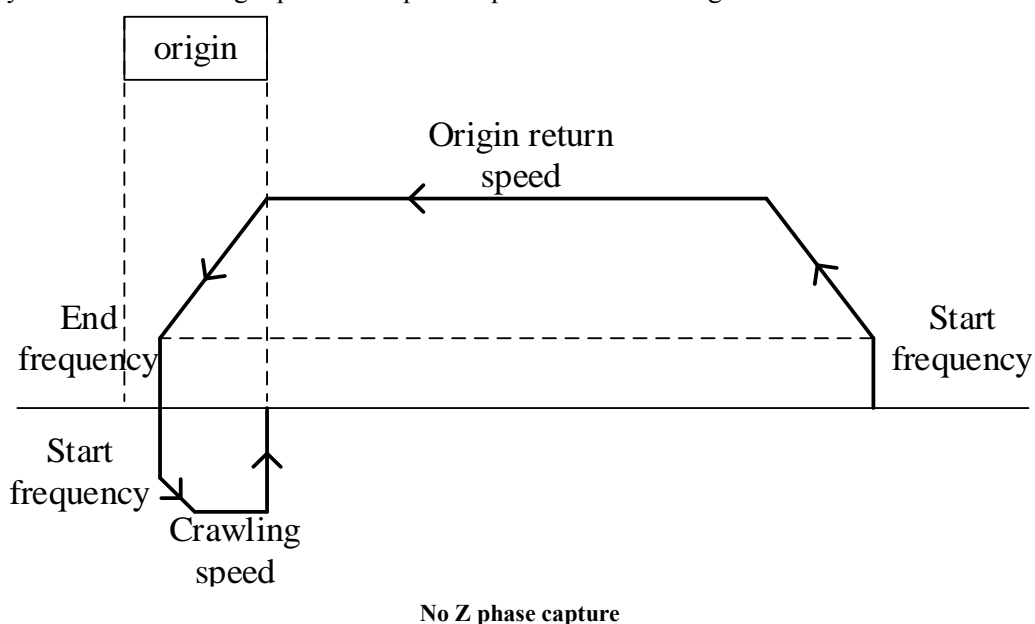 origin
Origin return
speed
End
frequency
Start
frequency
Start
frequency
Crawling
speed
No Z phase capture